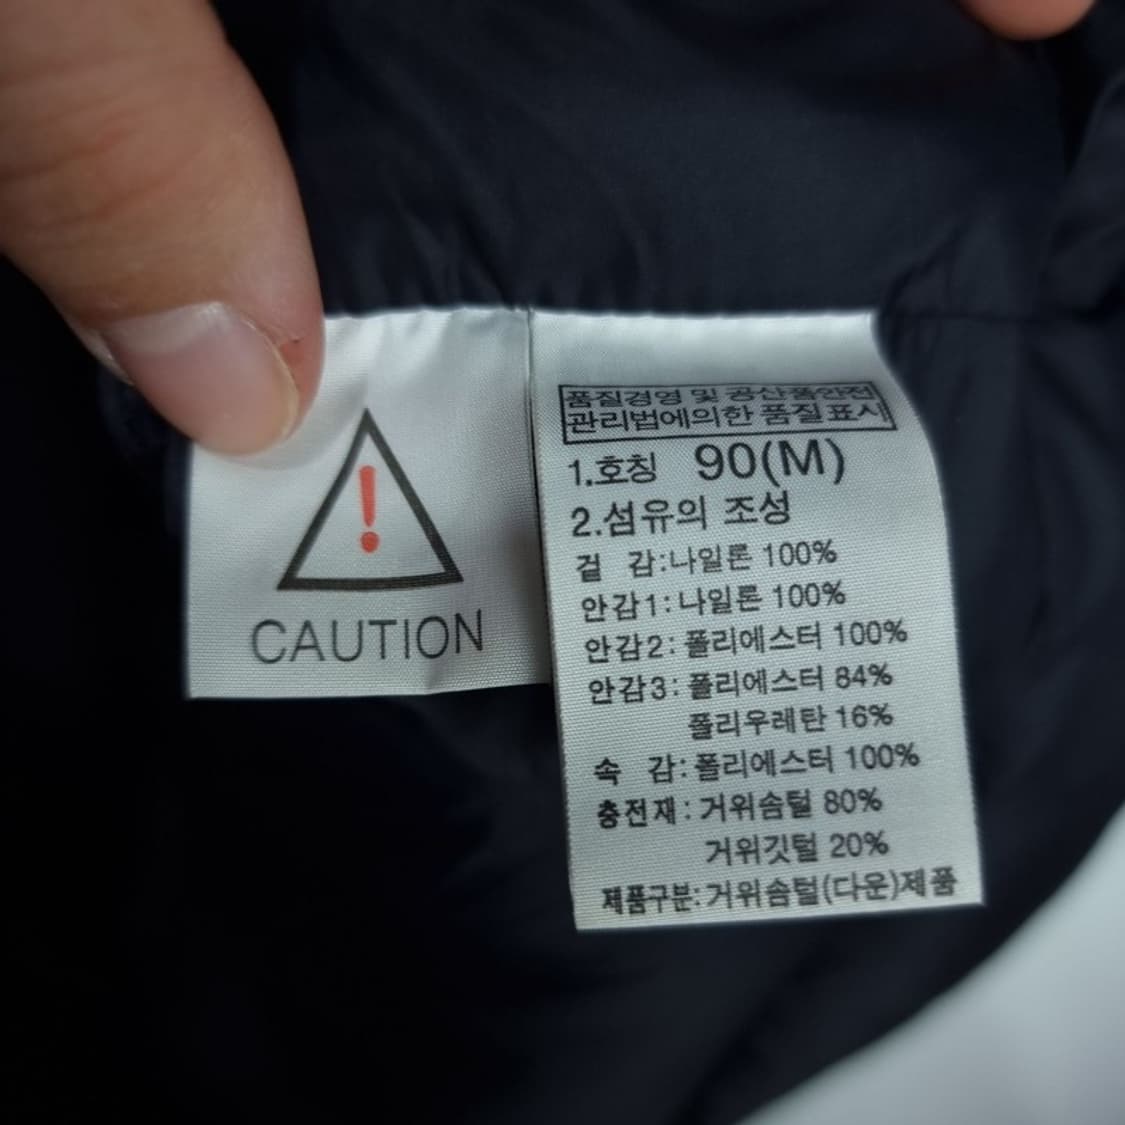 CAUTION
품질경영 및 공산품안전
관리법에의한 품질표시
1.호칭 90(M)
2.섬유의 조성
겉 감:나일론 100%
안감1:나일론 100%
안감2:폴리에스터 100%
안감3:폴리에스터 84%
폴리우레탄 16%
속 감:폴리에스터 100%
충전재:거위솜털 80%
거위깃털 20%
제품구분:거위솜털(다운)제품